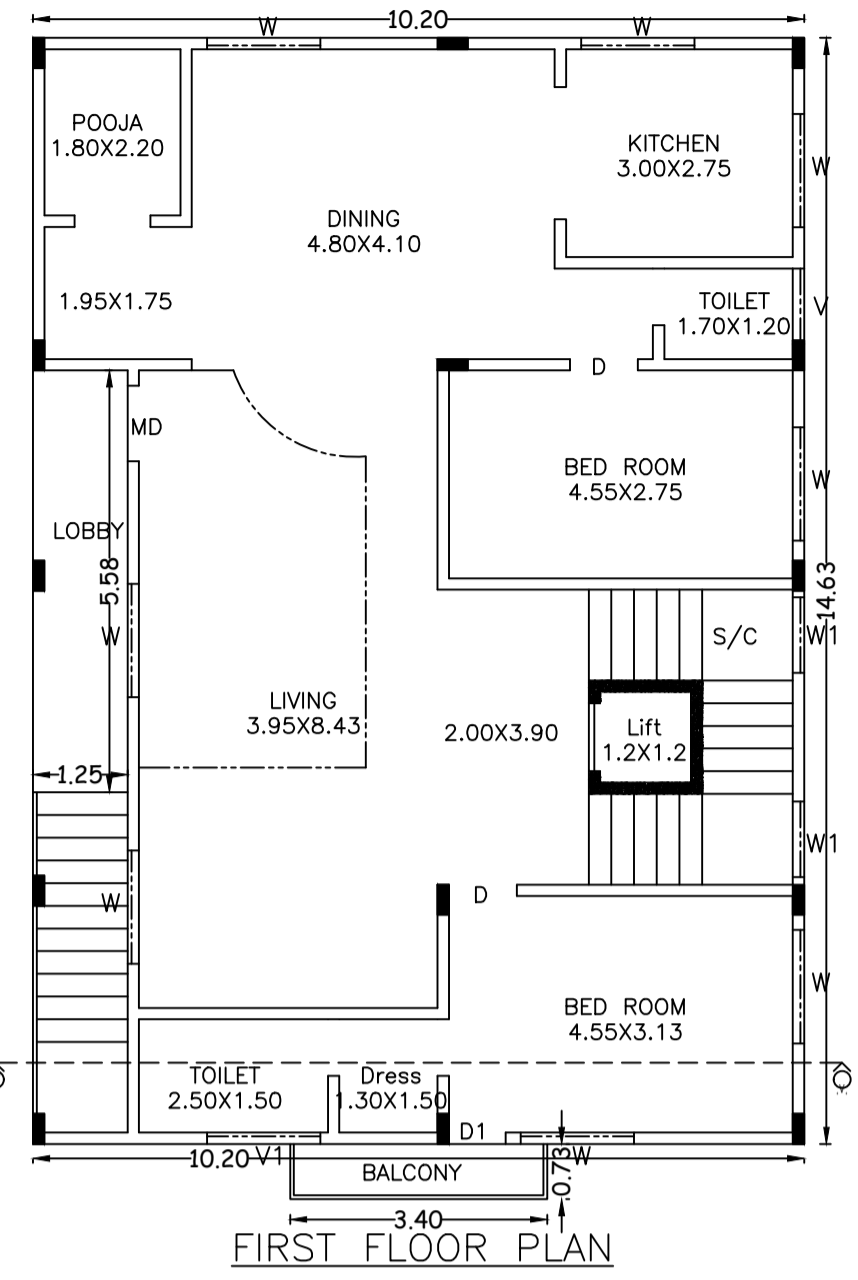 W
10.20
POOJA
1.80X2.20
KITCHEN
3.00X2.75
W
DINING
4.80X4.10
1.95X1.75
TOILET
1.70X1.20
V
D
MD
BED ROOM
4.55X2.75
W
LOBBY
5.58
14.63
W
S/C
W1
LIVING
3.95X8.43
2.00X3.90
Lift
1.2X1.2
1.25
W1
W
D
W
BED ROOM
4.55X3.13
TOILET
2.50X1.50
Dress
1.30X1.50
D1
10.20
V1
BALCONY
0.73
W
3.40
FIRST FLOOR PLAN
W